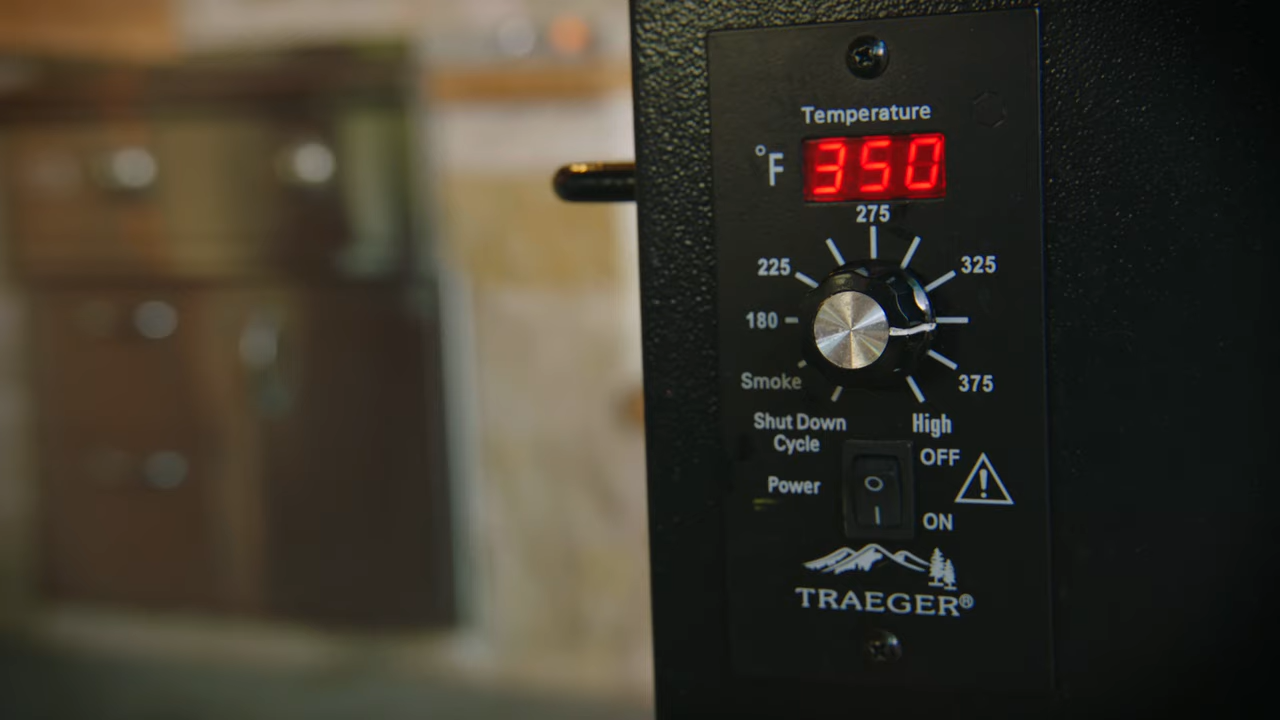 Temperature
°F 350
275
225
325
180
Smoke
375
Shut Down
Cycle
High
OFF
Power
ON
TRAEGER®